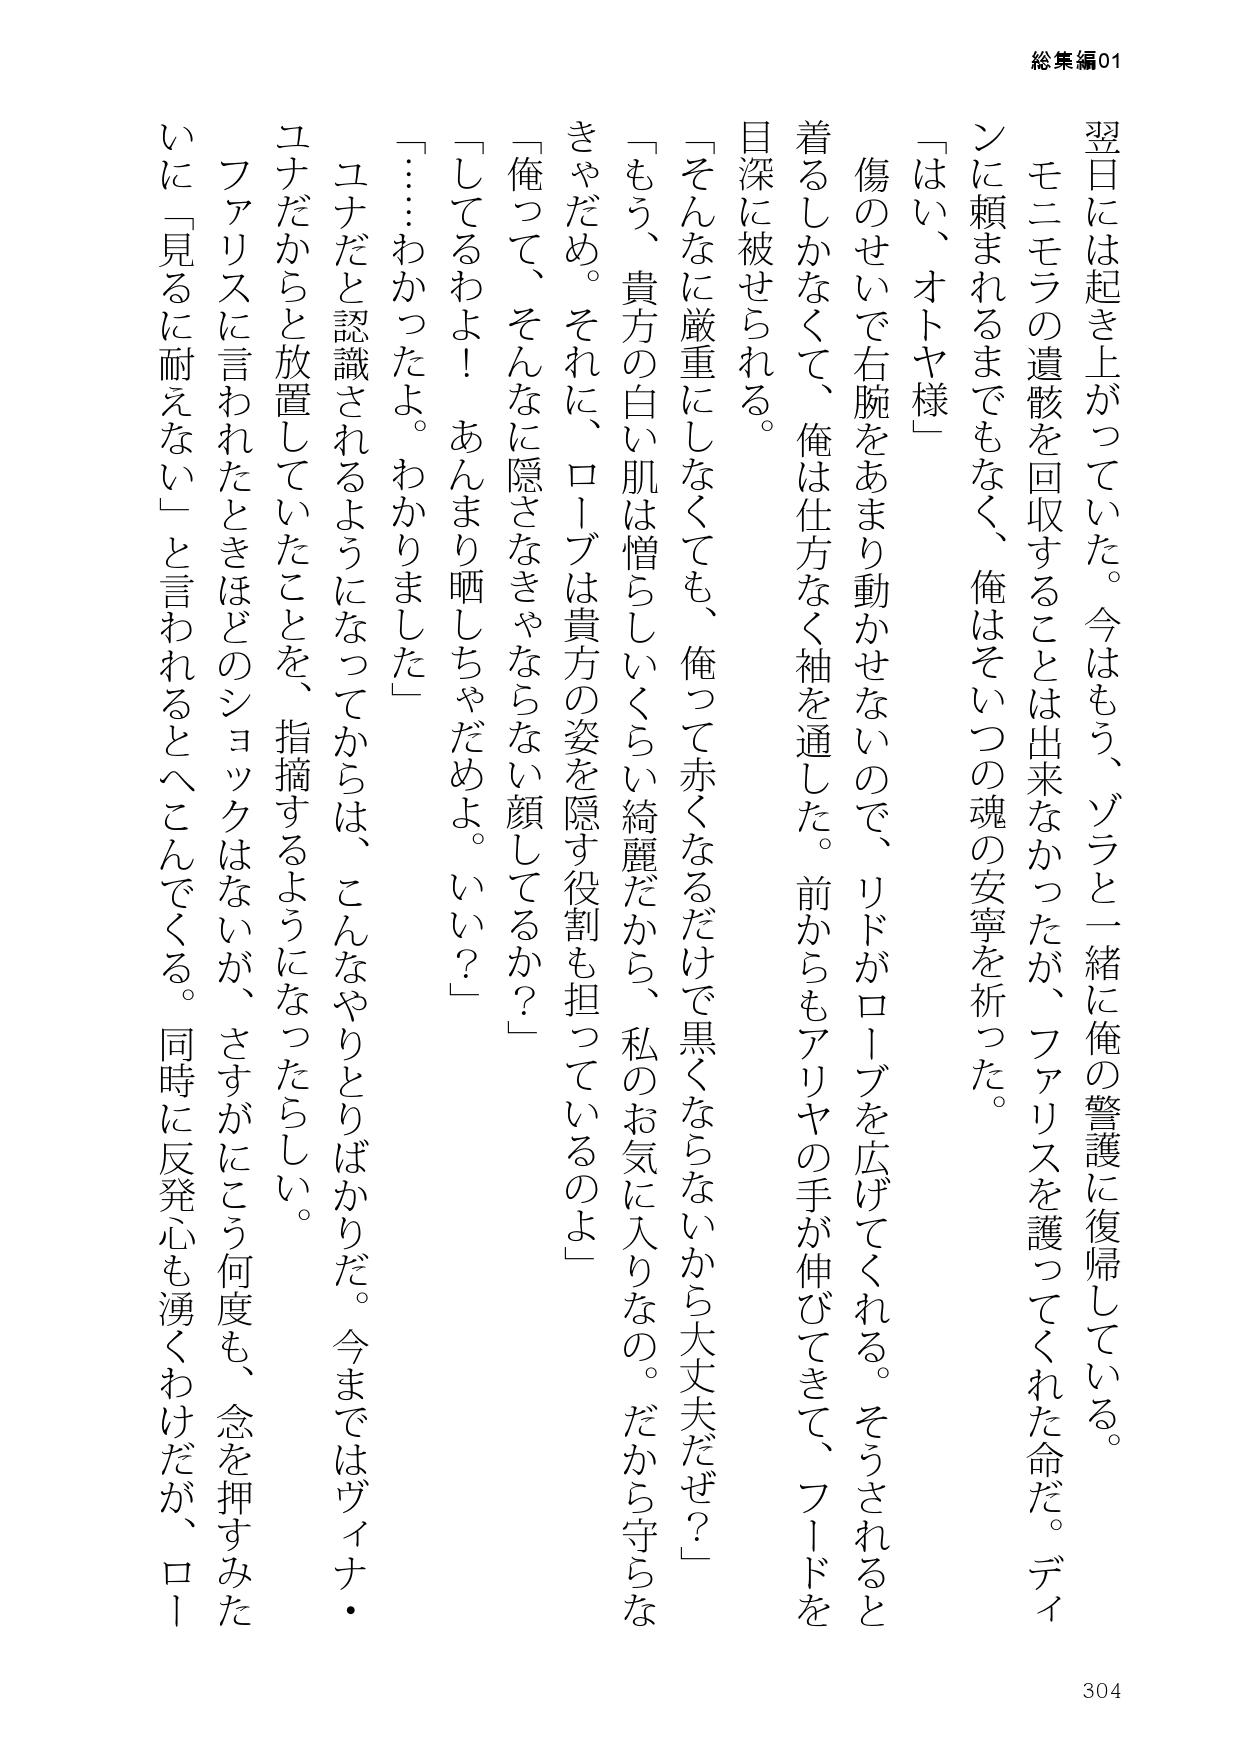 総集編01
翌日には起き上がっていた。今はもう、ゾラと一緒に俺の警護に復帰している。
モニモラの遺骸を回収することは出来なかったが、ファリスを護ってくれた命だ。ディ
ンに頼まれるまでもなく、俺はそいつの魂の安寧を祈った。
「はい、オトヤ様」
傷のせいで右腕をあまり動かせないので、リドがローブを広げてくれる。そうされると
着るしかなくて、俺は仕方なく袖を通した。前からもアリヤの手が伸びてきて、フードを
目深に被せられる。
「そんなに厳重にしなくても、俺って赤くなるだけで黒くならないから大丈夫だぜ？」
「もう、貴方の白い肌は憎らしいくらい綺麗だから、私のお気に入りなの。だから守らな
きゃだめ。それに、ローブは貴方の姿を隠す役割も担っているのよ」
「俺って、そんなに隠さなきゃならない顔してるか？」
「してるわよ！　あんまり晒しちゃだめよ。いい？」
「……わかったよ。わかりました」
ユナだと認識されるようになってからは、こんなやりとりばかりだ。今まではヴィナ・
ユナだからと放置していたことを、指摘するようになったらしい。
ファリスに言われたときほどのショックはないが、さすがにこう何度も、念を押すみた
いに「見るに耐えない」と言われるとへこんでくる。同時に反発心も湧くわけだが、ロー
304